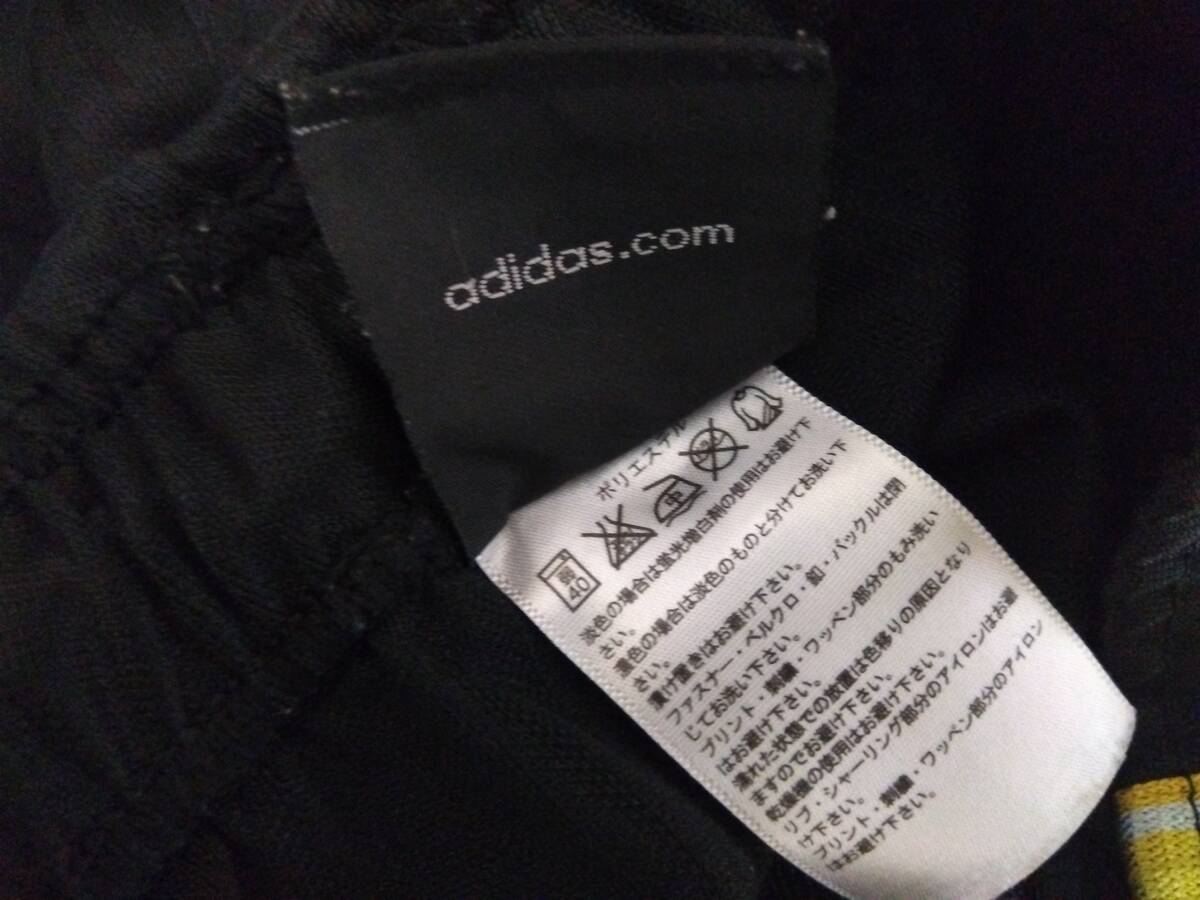 adidas.com
ポリエステル
弱
40
中
淡色の場合は蛍光増白剤の使用はお避け下
さい。
濃色の場合は淡色のものと分けてお洗い下
さい。
漬け置きはお避け下さい。
ファスナー・ベルクロ・釦・バックルは閉
じてお洗い下さい。
プリント・刺繍・ワッペン部分のもみ洗い
はお避け下さい。
濡れた状態での放置は色移りの原因となり
ますのでお避け下さい。
乾燥機の使用はお避け下さい。
リブ・シャーリング部分のアイロンはお避
け下さい。
プリント・刺繍・ワッペン部分のアイロン
はお避け下さい。